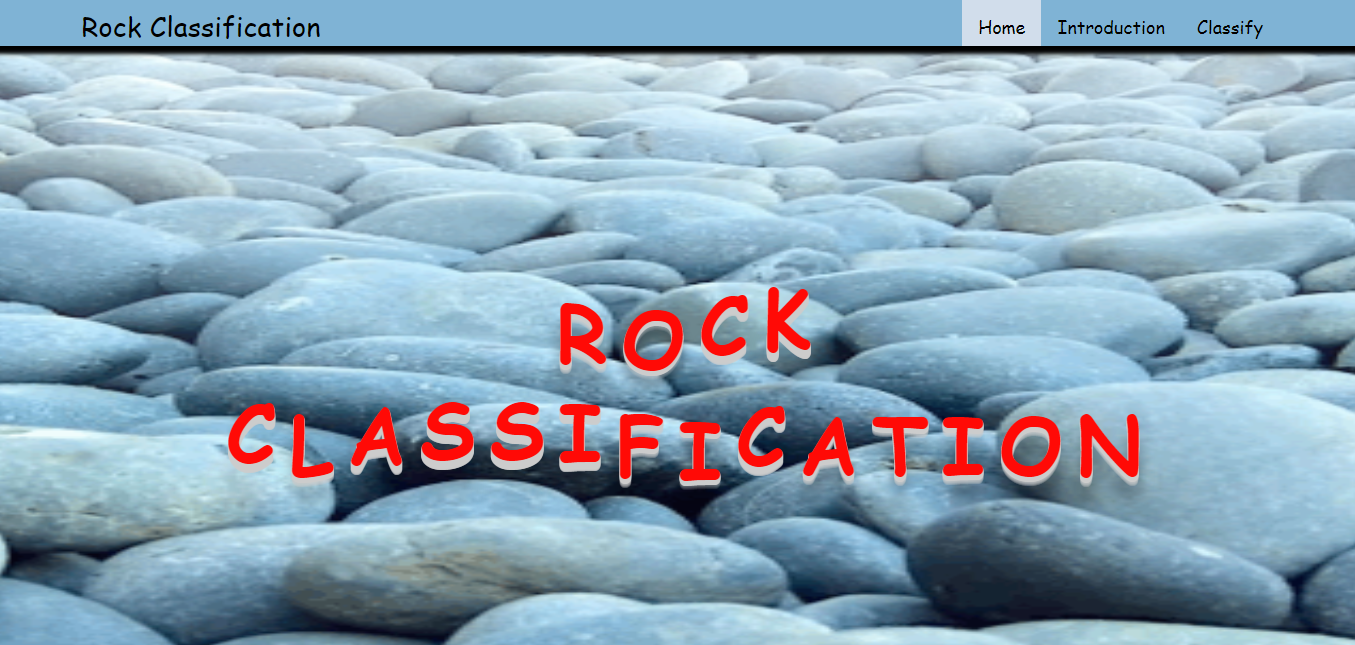 Rock Classification
Home Introduction Classify
ROCK
CLASSIFICATION